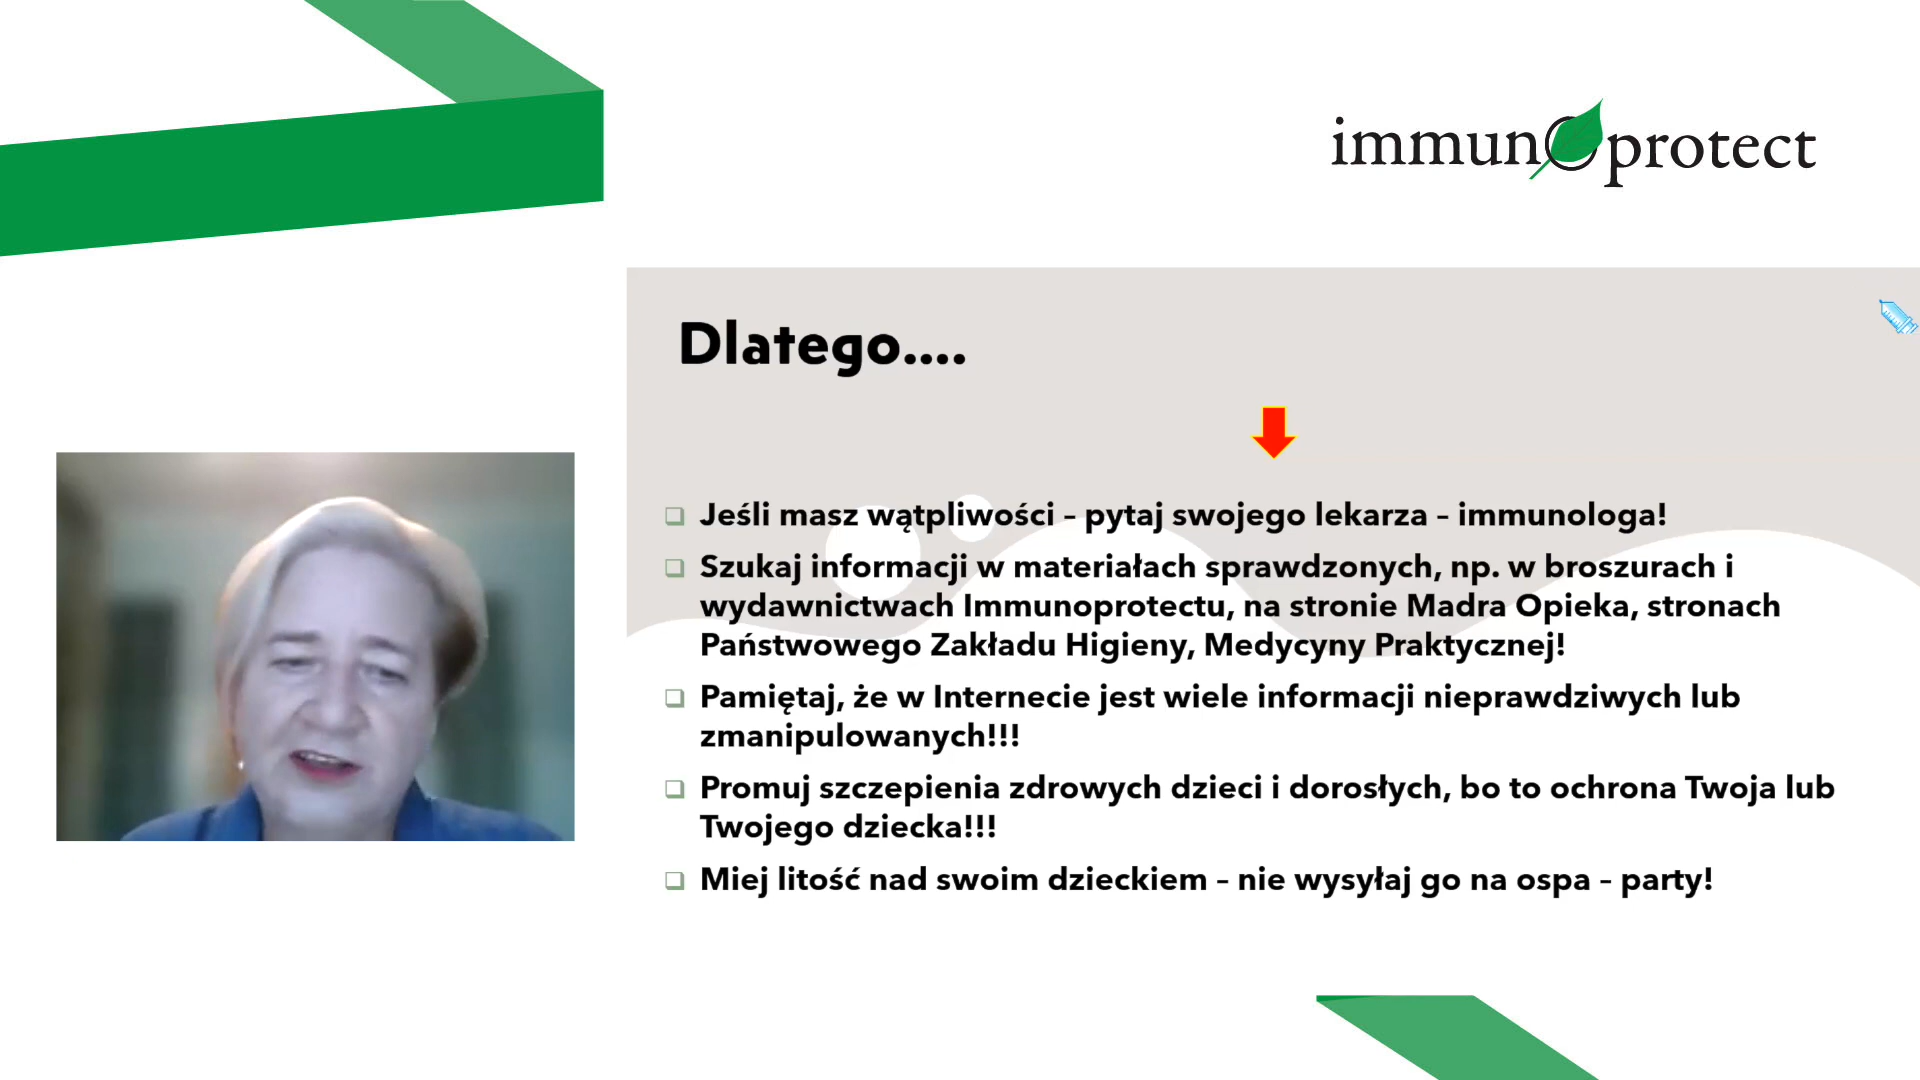 immunoprotect
Dlatego....
Jeśli masz wątpliwości – pytaj swojego lekarza – immunologa!
Szukaj informacji w materiałach sprawdzonych, np. w broszurach i
wydawnictwach Immunoprotectu, na stronie Madra Opieka, stronach
Państwowego Zakładu Higieny, Medycyny Praktycznej!
Pamiętaj, że w Internecie jest wiele informacji nieprawdziwych lub
zmanipulowanych!!!
Promuj szczepienia zdrowych dzieci i dorosłych, bo to ochrona Twoja lub
Twojego dziecka!!!
Miej litość nad swoim dzieckiem – nie wysyłaj go na ospa – party!